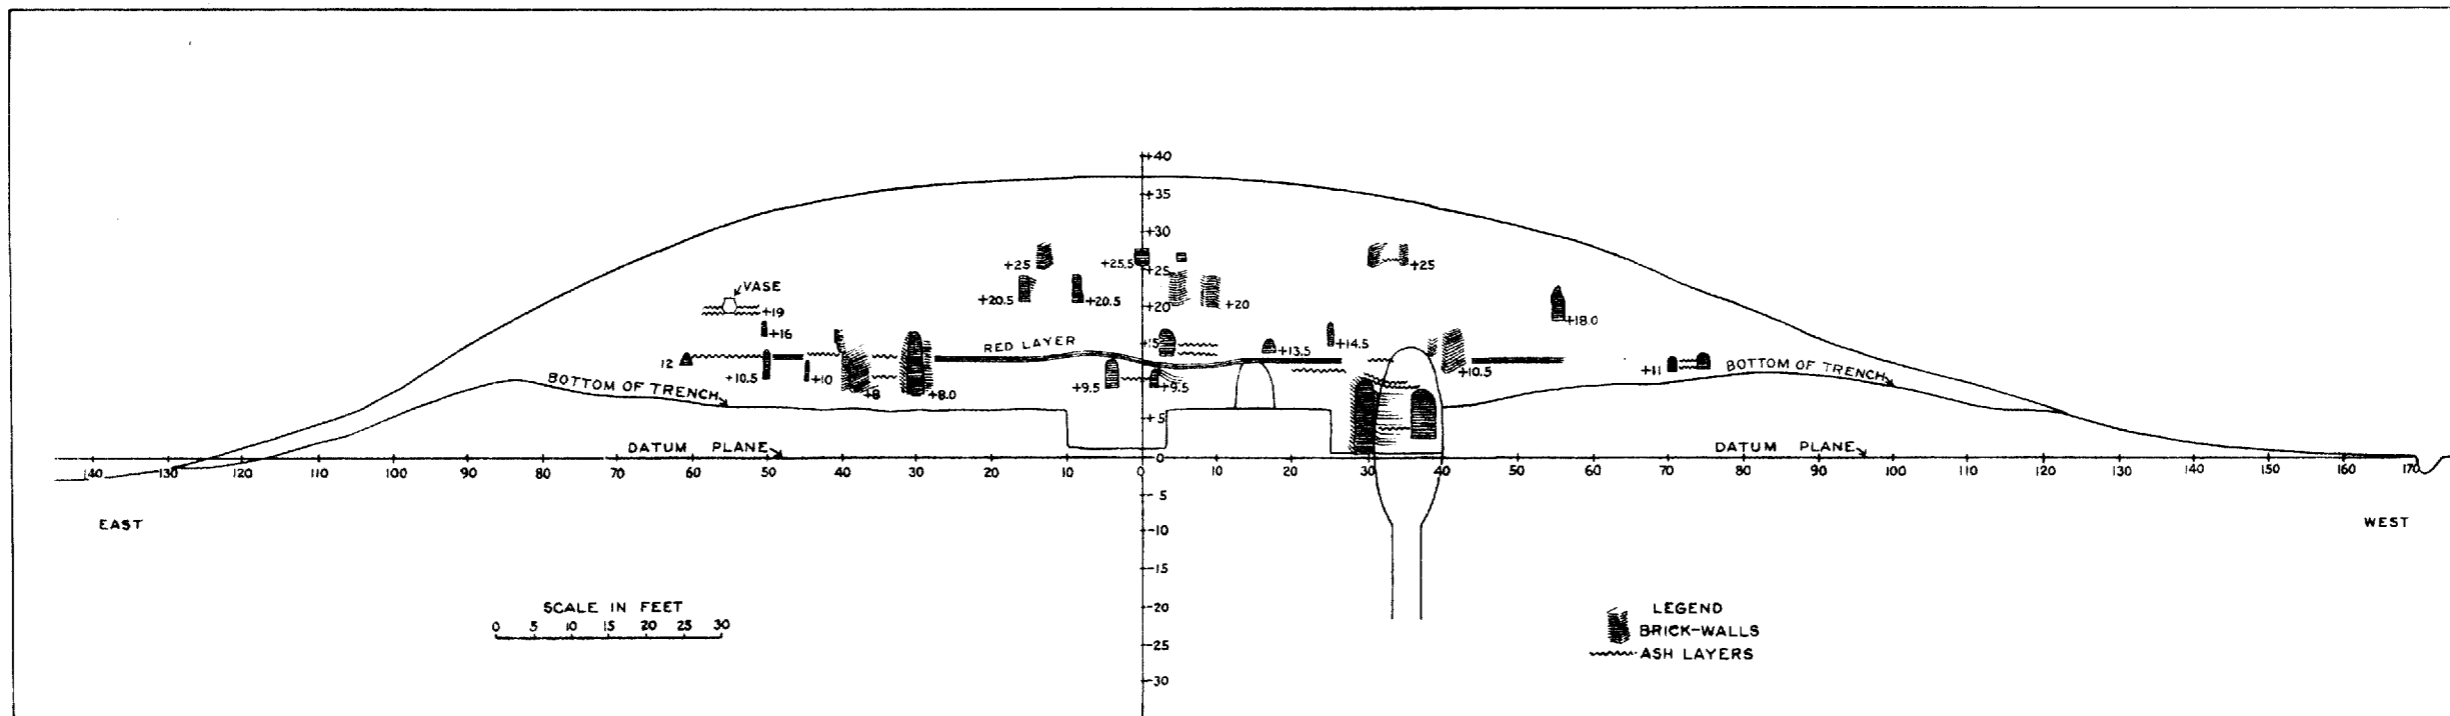 +40
+35
+30
+25
+25.5
+25
+25
+20.5
+20.5
+20
+20
VASE
+19
+18.0
+16
RED LAYER
+15
+14.5
+13.5
12
+10.5
+10
+8
+8.0
+9.5
+9.5
+10.5
+11
BOTTOM OF TRENCH
BOTTOM OF TRENCH
+5
DATUM PLANE
DATUM PLANE
0
140 130 120 110 100 90 80 70 60 50 40 30 20 10 0 10 20 30 40 50 60 70 80 90 100 110 120 130 140 150 160 170
EAST
WEST
- 5
-10
-15
-20
-25
-30
SCALE IN FEET
0 5 10 15 20 25 30
LEGEND
BRICK-WALLS
ASH LAYERS